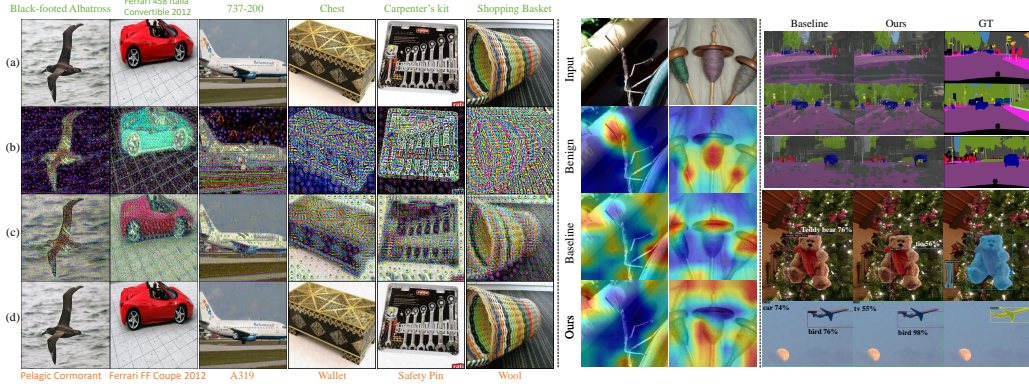 Black-footed Albatross
Ferrari 458 Italia
Convertible 2012
737-200
Chest
Carpenter's kit
Shopping Basket
(a)
(b)
(c)
(d)
Pelagic Cormorant
Ferrari FF Coupe 2012
A319
Wallet
Safety Pin
Wool
Input
Benign
Baseline
Ours
Baseline
Ours
GT
Teddy bear 76%
tie56%
car 74%
bird 76%
tv 55%
bird 98%